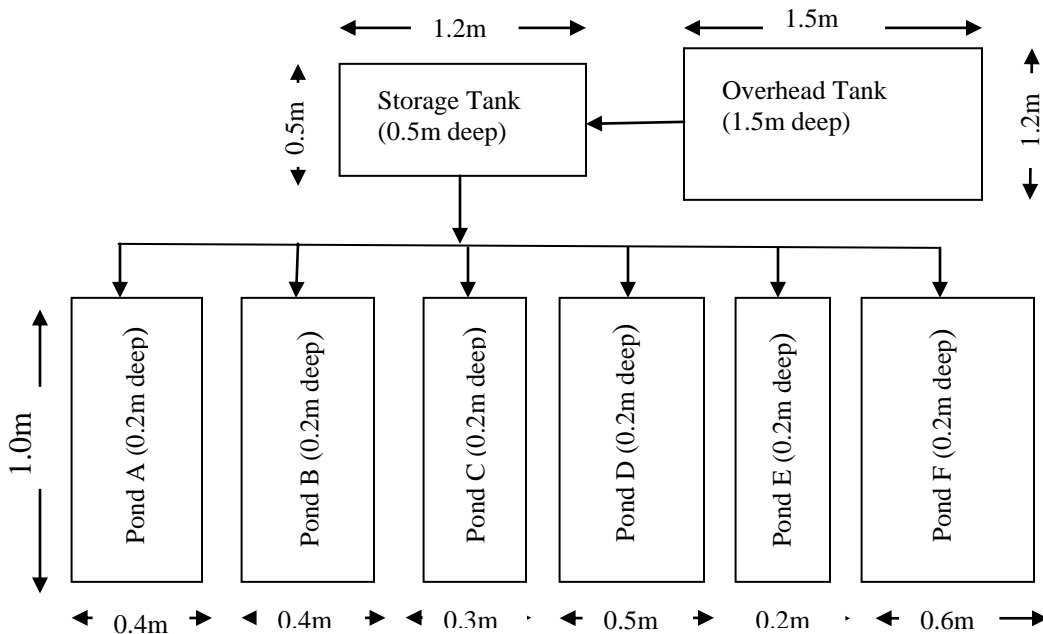 1.2m
1.5m
0.5m
Storage Tank
(0.5m deep)
Overhead Tank
(1.5m deep)
1.2m
1.0m
Pond A (0.2m deep)
Pond B (0.2m deep)
Pond C (0.2m deep)
Pond D (0.2m deep)
Pond E (0.2m deep)
Pond F (0.2m deep)
0.4m
0.4m
0.3m
0.5m
0.2m
0.6m